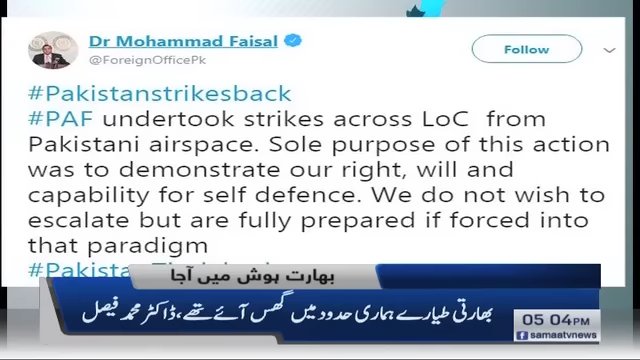 Dr Mohammad Faisal
@ForeignOfficePk
Follow
#Pakistanstrikesback
#PAF undertook strikes across LoC from
Pakistani airspace. Sole purpose of this action
was to demonstrate our right, will and
capability for self defence. We do not wish to
escalate but are fully prepared if forced into
that paradigm
بھارت ہوش میں آجا
بھارتی طیارے ہماری حدود میں گھس آئے تھے، ڈاکٹر محمد فیصل
05 04PM
samaatvnews